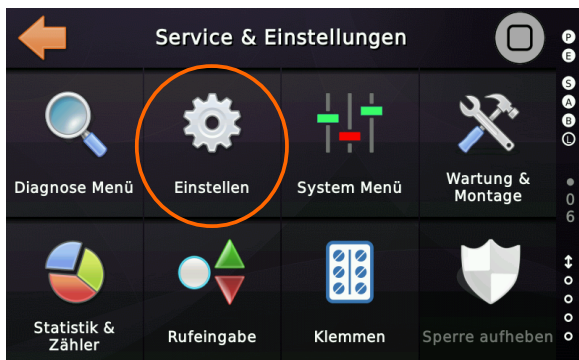 Service & Einstellungen
P
E
S
A
B
L
Diagnose Menü
Einstellen
System Menü
Wartung &
Montage
0
6
Statistik &
Zähler
Rufeingabe
Klemmen
Sperre aufheben